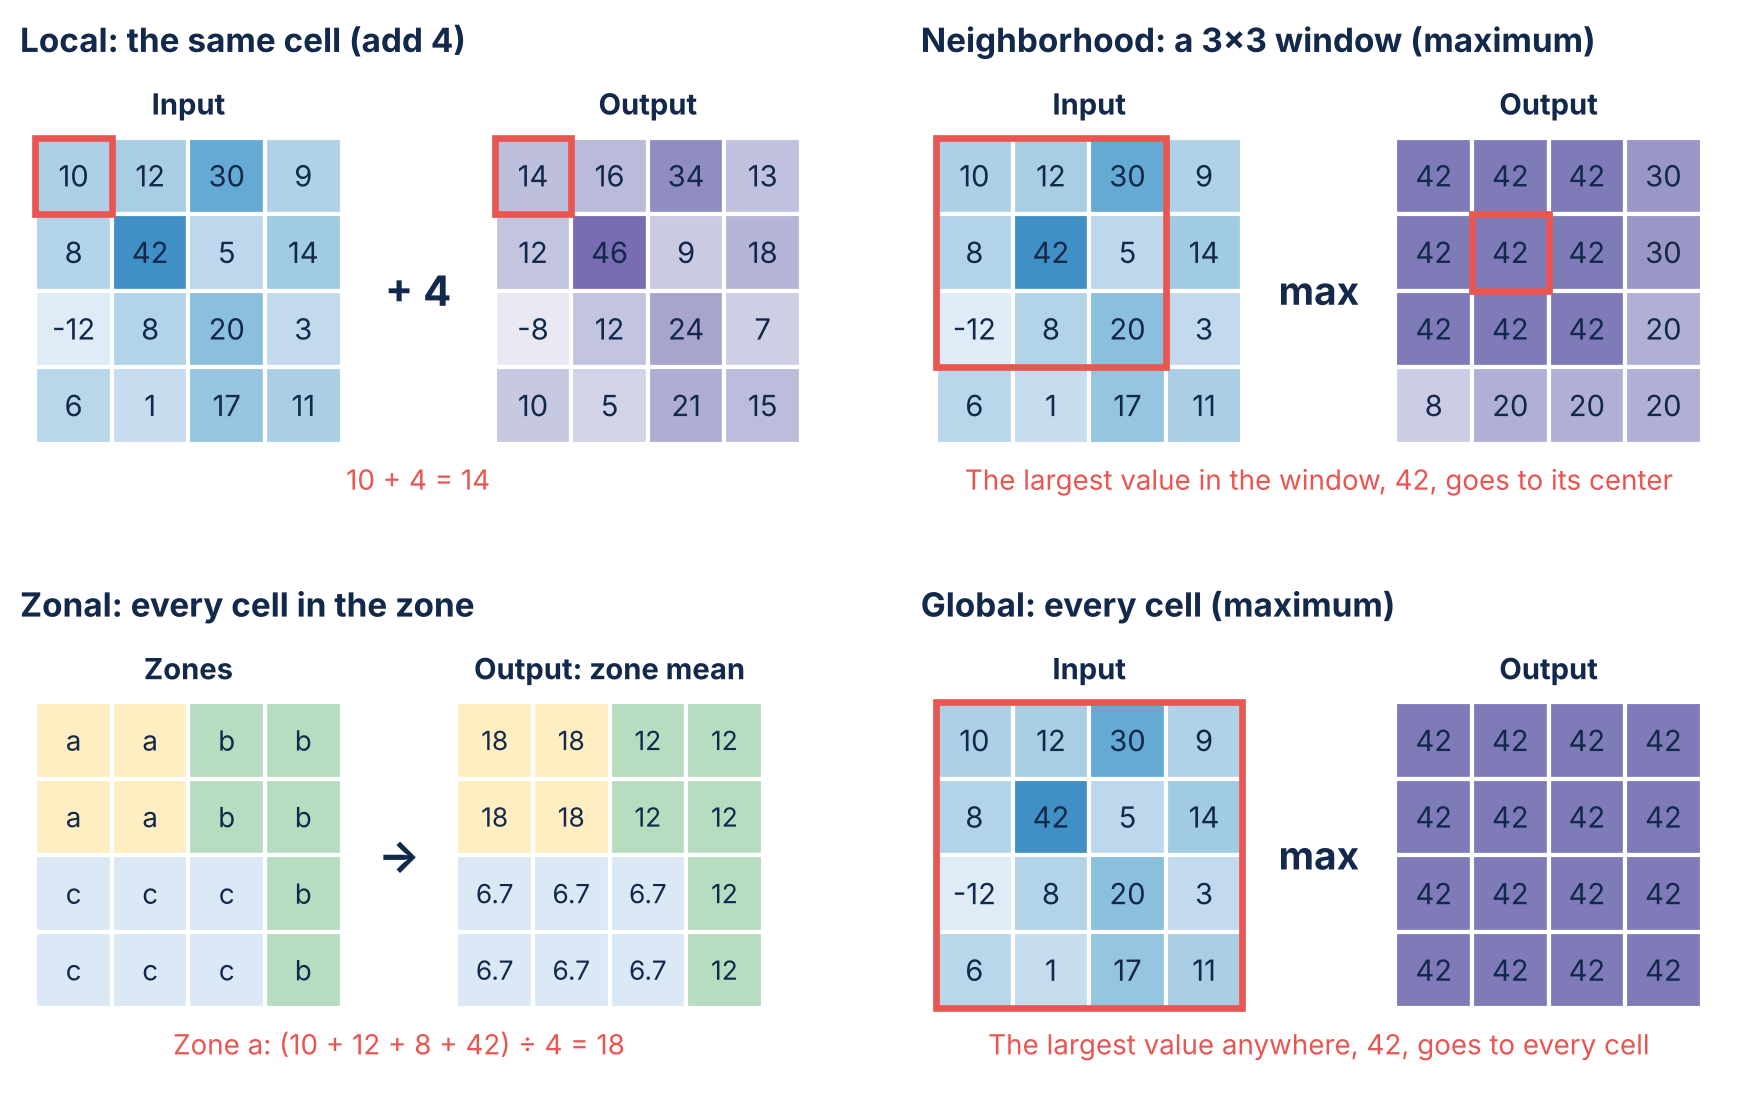 Local: the same cell (add 4)
Input
Output
10 12 30 9
8 42 5 14
-12 8 20 3
6 1 17 11
+ 4
14 16 34 13
12 46 9 18
-8 12 24 7
10 5 21 15
10 + 4 = 14
Neighborhood: a 3×3 window (maximum)
Input
Output
10 12 30 9
8 42 5 14
-12 8 20 3
6 1 17 11
max
42 42 42 30
42 42 42 30
42 42 42 20
8 20 20 20
The largest value in the window, 42, goes to its center
Zonal: every cell in the zone
Zones
Output: zone mean
a a b b
a a b b
c c c b
c c c b
→
18 18 12 12
18 18 12 12
6.7 6.7 6.7 12
6.7 6.7 6.7 12
Zone a: (10 + 12 + 8 + 42) ÷ 4 = 18
Global: every cell (maximum)
Input
Output
10 12 30 9
8 42 5 14
-12 8 20 3
6 1 17 11
max
42 42 42 42
42 42 42 42
42 42 42 42
42 42 42 42
The largest value anywhere, 42, goes to every cell